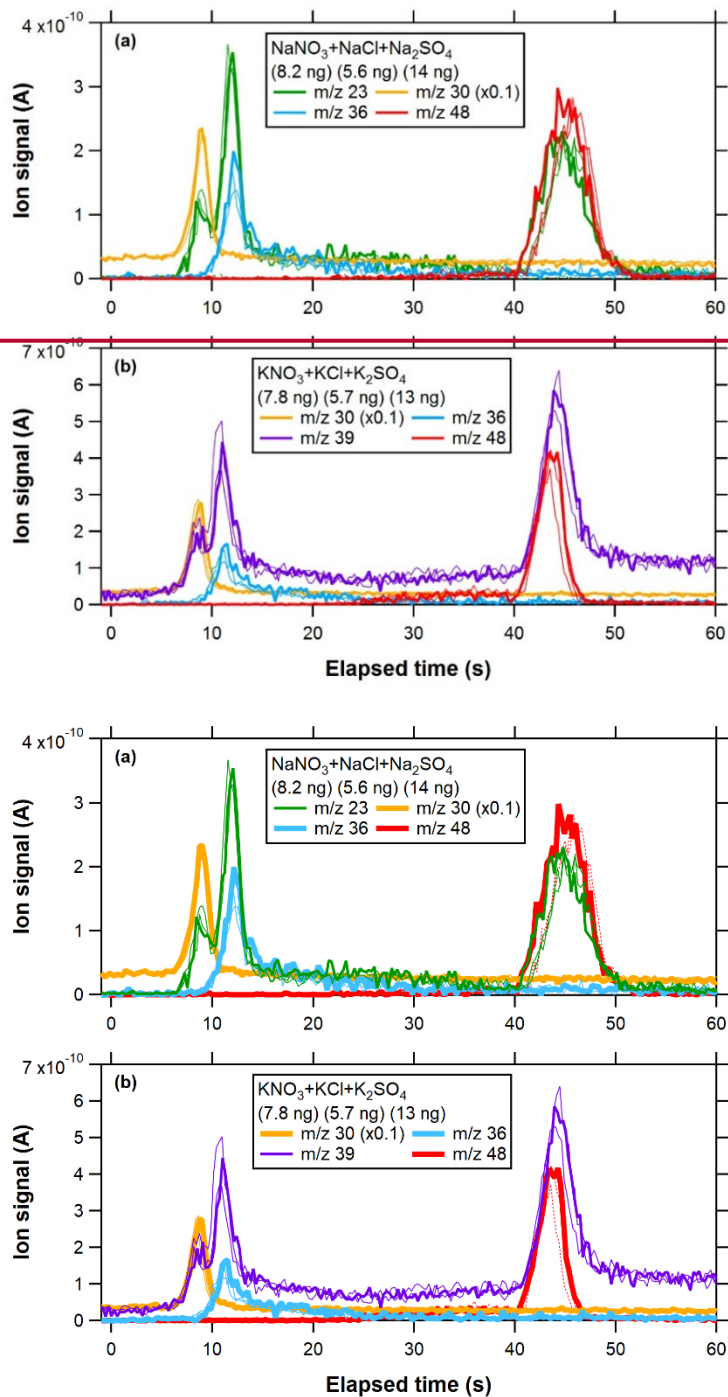 4 x10⁻¹⁰
(a)
NaNO₃+NaCl+Na₂SO₄
(8.2 ng) (5.6 ng) (14 ng)
m/z 23 m/z 30 (x0.1)
m/z 36 m/z 48
Ion signal (A)
3
2
1
0
0 10 20 30 40 50 60
7 x10⁻¹⁰
(b)
KNO₃+KCl+K₂SO₄
(7.8 ng) (5.7 ng) (13 ng)
m/z 30 (x0.1) m/z 36
m/z 39 m/z 48
Ion signal (A)
6
5
4
3
2
1
0
0 10 20 30 40 50 60
Elapsed time (s)
4 x10⁻¹⁰
(a)
NaNO₃+NaCl+Na₂SO₄
(8.2 ng) (5.6 ng) (14 ng)
m/z 23 m/z 30 (x0.1)
m/z 36 m/z 48
Ion signal (A)
3
2
1
0
0 10 20 30 40 50 60
7 x10⁻¹⁰
(b)
KNO₃+KCl+K₂SO₄
(7.8 ng) (5.7 ng) (13 ng)
m/z 30 (x0.1) m/z 36
m/z 39 m/z 48
Ion signal (A)
6
5
4
3
2
1
0
0 10 20 30 40 50 60
Elapsed time (s)